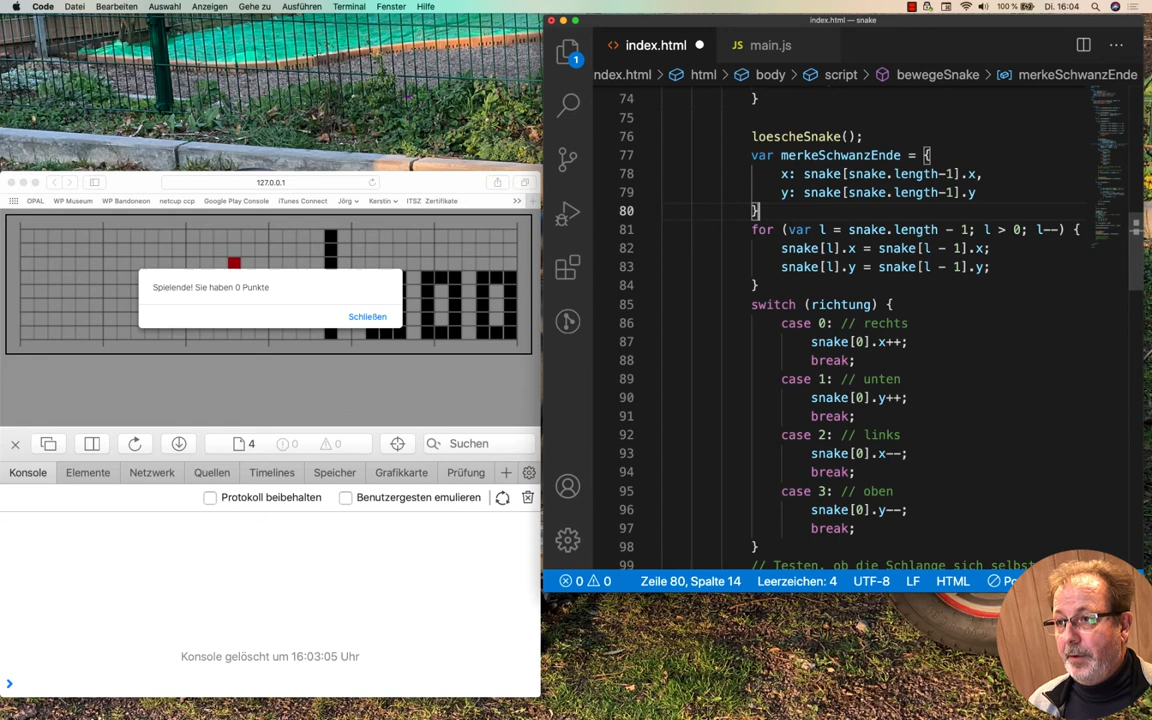 Code Datei Bearbeiten Auswahl Anzeigen Gehe zu Ausführen Terminal Fenster Hilfe 100 % Di. 16:04
index.html — snake
index.html main.js
JS
ndex.html html body script bewegeSnake merkeSchwanzEnde
1
74 }
75
76 loescheSnake();
77 var merkeSchwanzEnde = {
78 x: snake[snake.length-1].x,
79 y: snake[snake.length-1].y
80 }
81 for (var l = snake.length - 1; l > 0; l--) {
82 snake[l].x = snake[l - 1].x;
83 snake[l].y = snake[l - 1].y;
84 }
85 switch (richtung) {
86 case 0: // rechts
87 snake[0].x++;
88 break;
89 case 1: // unten
90 snake[0].y++;
91 break;
92 case 2: // links
93 snake[0].x--;
94 break;
95 case 3: // oben
96 snake[0].y--;
97 break;
98 }
99 // Testen, ob die Schlange sich selbst
0 0 Zeile 80, Spalte 14 Leerzeichen: 4 UTF-8 LF HTML
127.0.0.1
OPAL WP Museum WP Bandoneon netcup ccp Google Play Console iTunes Connect Jörg Kerstin ITSZ Zertifikate
Spielende! Sie haben 0 Punkte
Schließen
4 0 0 Suchen
Konsole Elemente Netzwerk Quellen Timelines Speicher Grafikkarte Prüfung
Protokoll beibehalten Benutzergesten emulieren
Konsole gelöscht um 16:03:05 Uhr